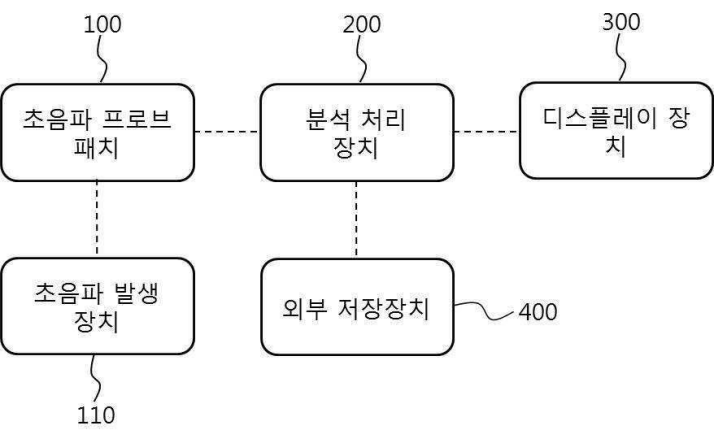 100
200
300
초음파 프로브
패치
분석 처리
장치
디스플레이 장
치
초음파 발생
장치
외부 저장장치
400
110